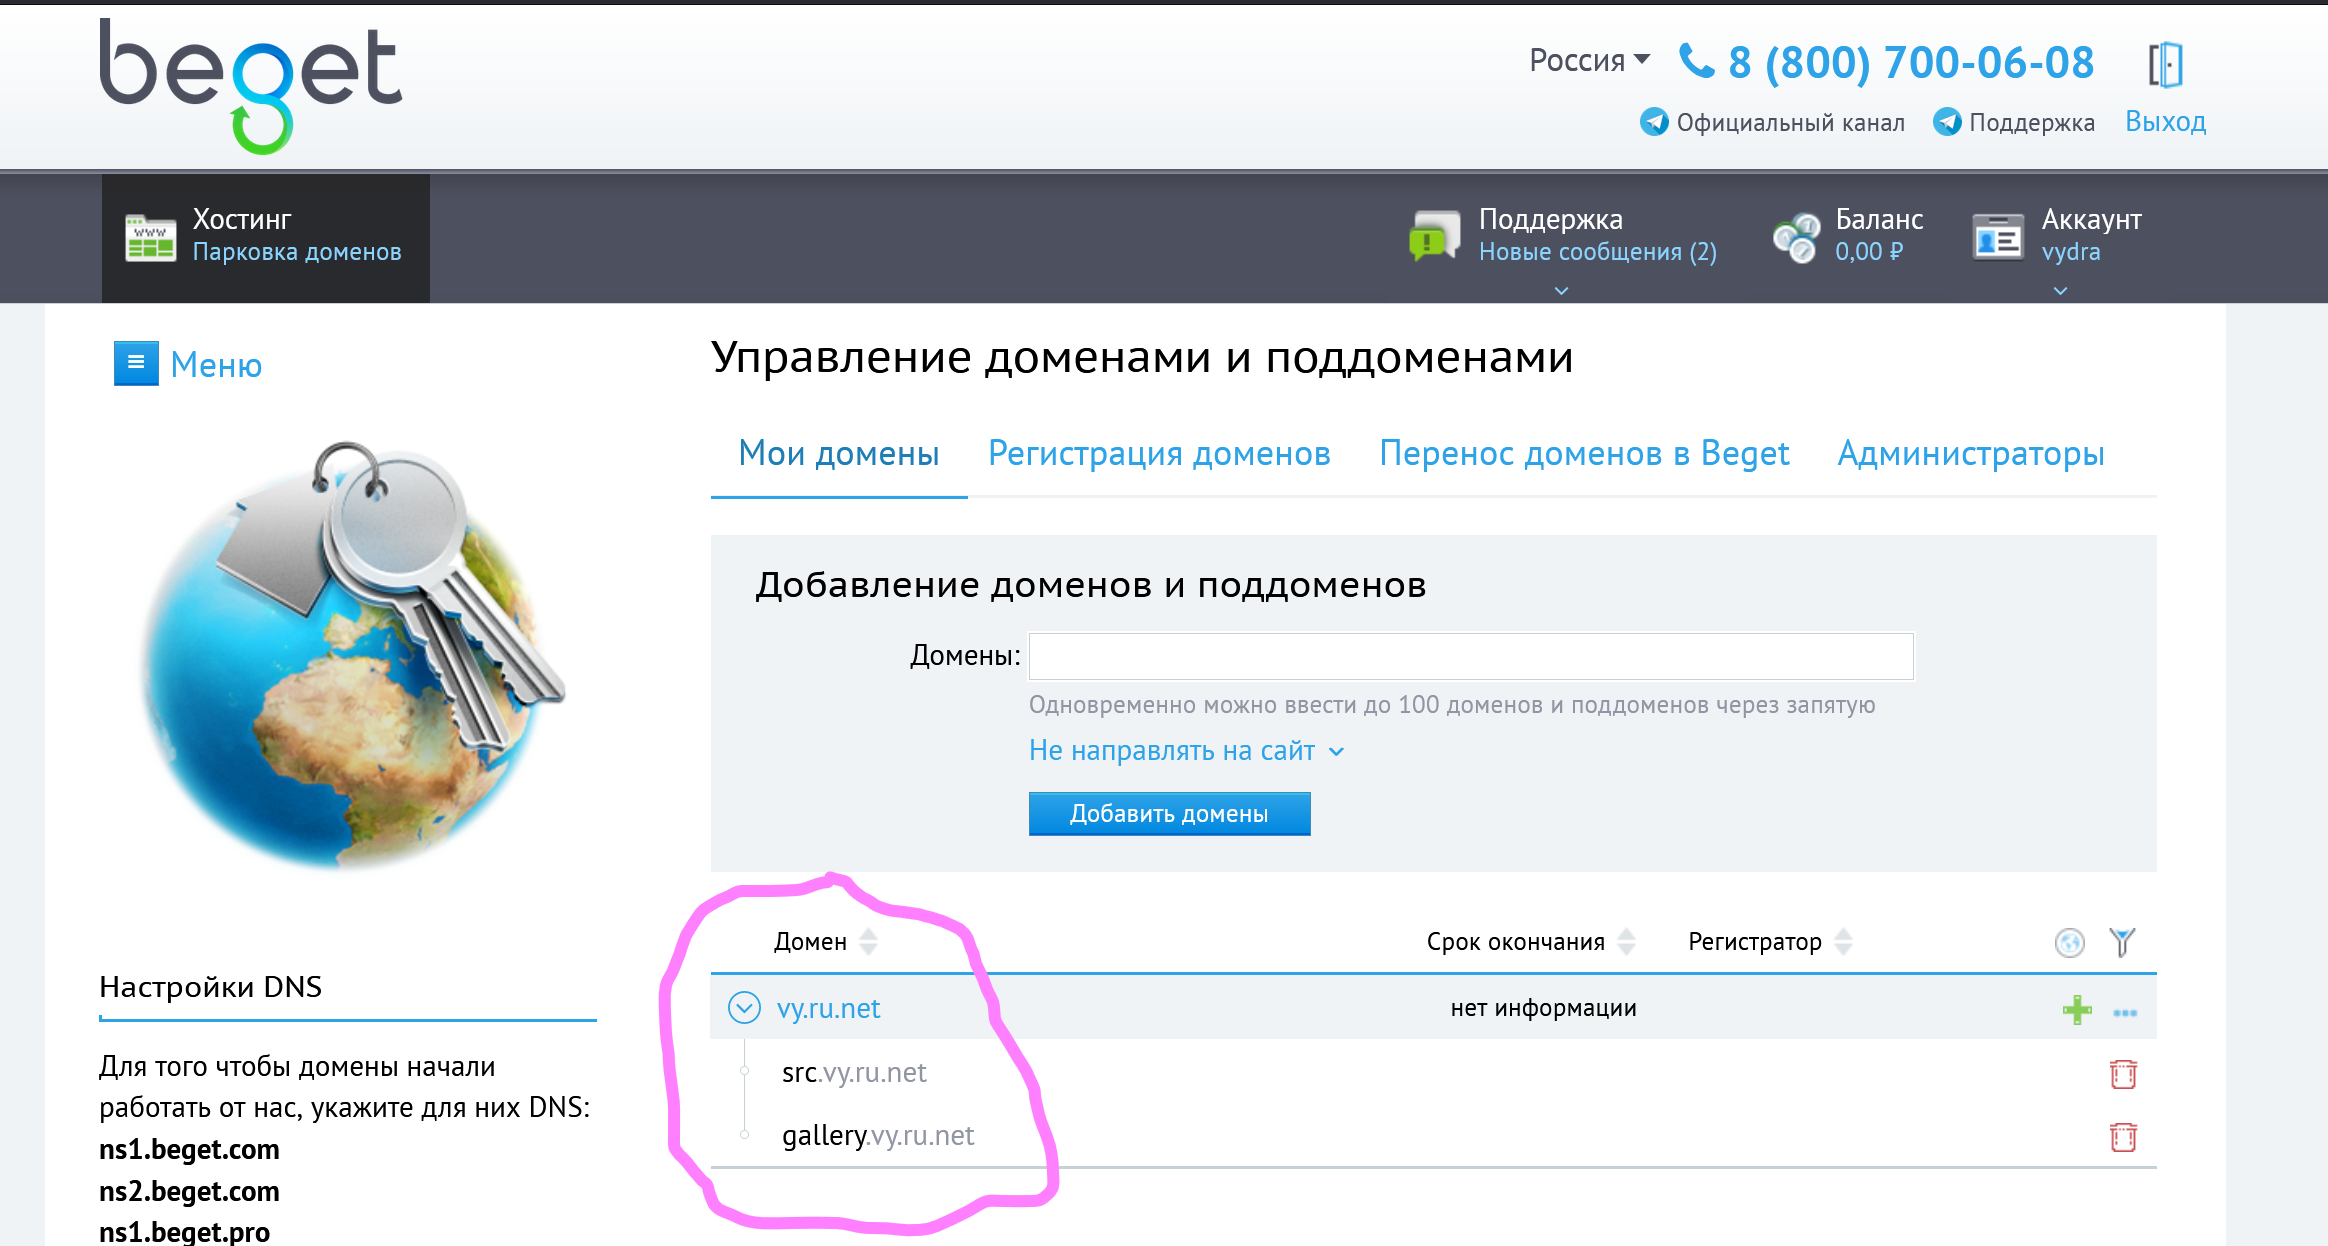 beget
Россия
8 (800) 700-06-08
Официальный канал
Поддержка
Выход
Хостинг
Парковка доменов
Поддержка
Новые сообщения (2)
Баланс
0,00 ₽
Аккаунт
vydra
Меню
Управление доменами и поддоменами
Мои домены
Регистрация доменов
Перенос доменов в Beget
Администраторы
Добавление доменов и поддоменов
Домены:
Одновременно можно ввести до 100 доменов и поддоменов через запятую
Не направлять на сайт
Добавить домены
Домен
Срок окончания
Регистратор
vy.ru.net
нет информации
src.vy.ru.net
gallery.vy.ru.net
Настройки DNS
Для того чтобы домены начали
работать от нас, укажите для них DNS:
ns1.beget.com
ns2.beget.com
ns1.beget.pro